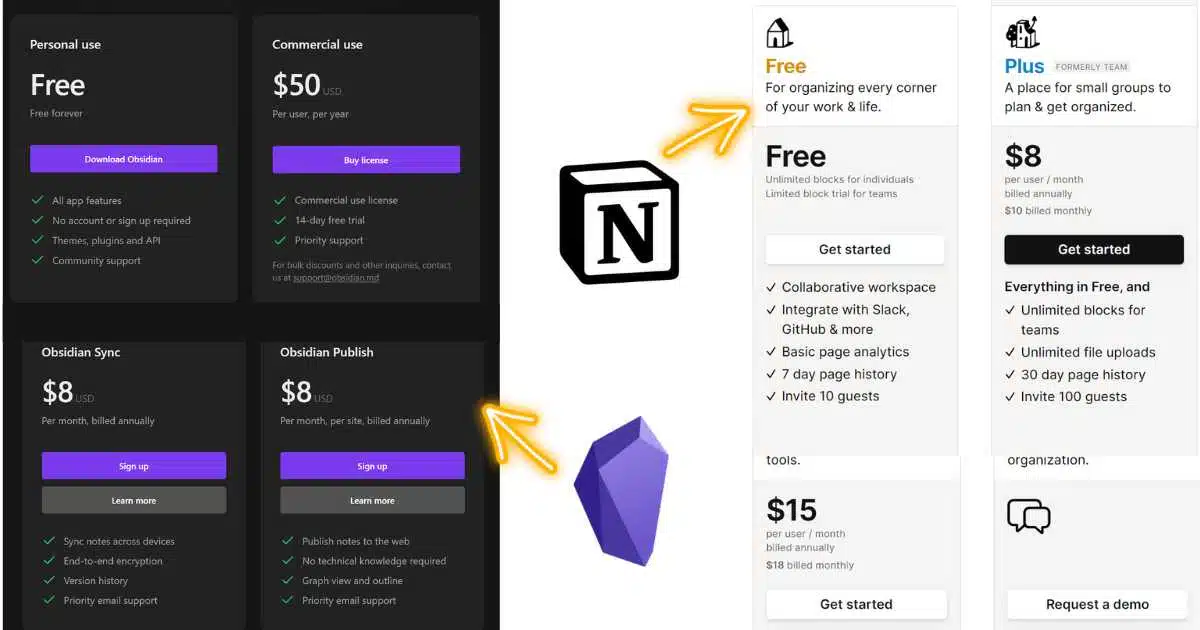 Personal use
Free
Free forever
Download Obsidian
All app features
No account or sign up required
Themes, plugins and API
Community support
Commercial use
$50 USD
Per user, per year
Buy license
Commercial use license
14-day free trial
Priority support
For bulk discounts and other inquiries, contact
us at support@obsidian.md
Obsidian Sync
$8 USD
Per month, billed annually
Sign up
Learn more
Sync notes across devices
End-to-end encryption
Version history
Priority email support
Obsidian Publish
$8 USD
Per month, per site, billed annually
Sign up
Learn more
Publish notes to the web
No technical knowledge required
Graph view and outline
Priority email support
N
Free
For organizing every corner
of your work & life.
Free
Unlimited blocks for individuals
Limited block trial for teams
Get started
Collaborative workspace
Integrate with Slack,
GitHub & more
Basic page analytics
7 day page history
Invite 10 guests
Plus FORMERLY TEAM
A place for small groups to
plan & get organized.
$8
per user / month
billed annually
$10 billed monthly
Get started
Everything in Free, and
Unlimited blocks for
teams
Unlimited file uploads
30 day page history
Invite 100 guests
tools.
$15
per user / month
billed annually
$18 billed monthly
Get started
organization.
Request a demo